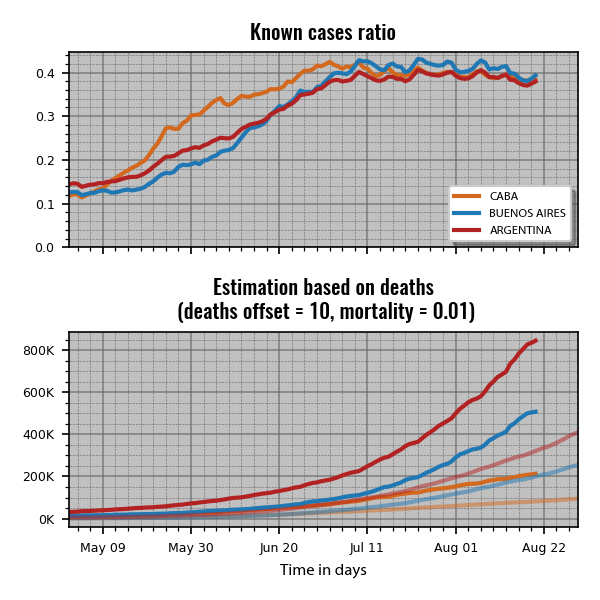 Known cases ratio
0.4
0.3
0.2
0.1
0.0
CABA
BUENOS AIRES
ARGENTINA
Estimation based on deaths
(deaths offset = 10, mortality = 0.01)
800K
600K
400K
200K
0K
May 09 May 30 Jun 20 Jul 11 Aug 01 Aug 22
Time in days